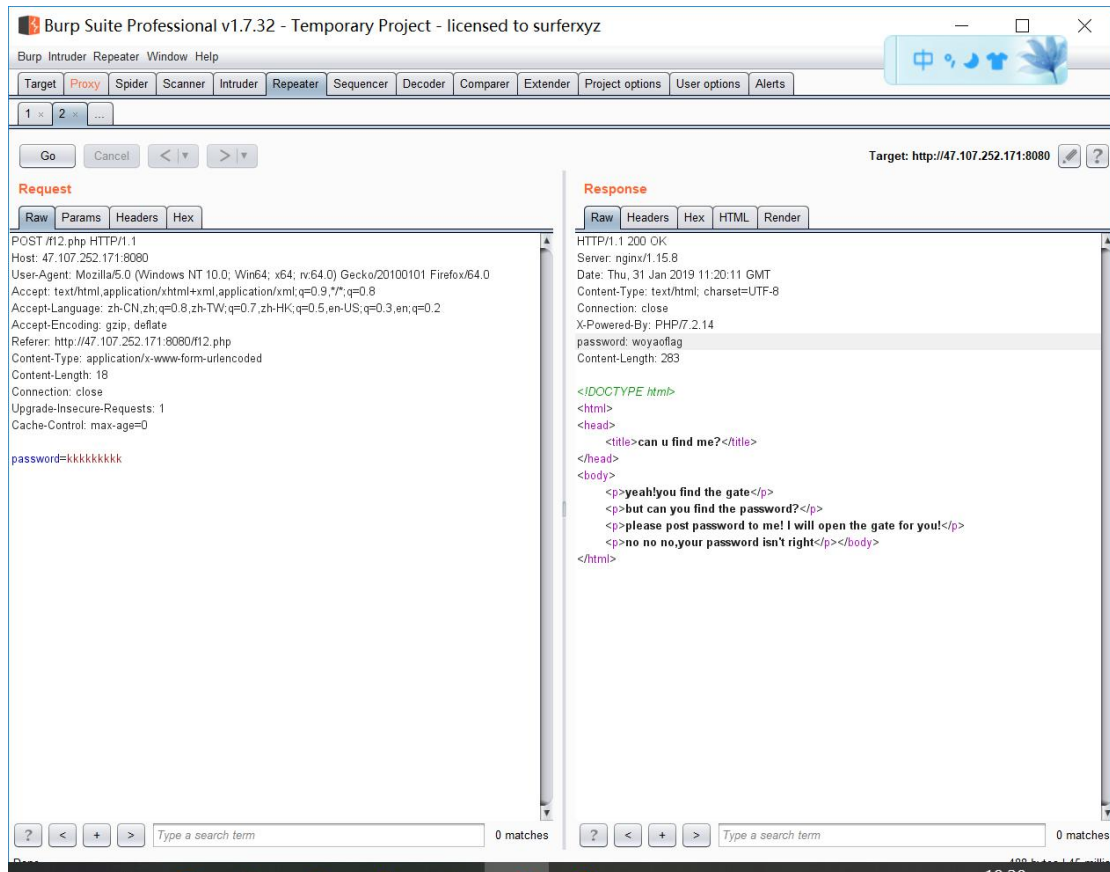 Burp Suite Professional v1.7.32 - Temporary Project - licensed to surferxyz
Burp Intruder Repeater Window Help
中
Target Proxy Spider Scanner Intruder Repeater Sequencer Decoder Comparer Extender Project options User options Alerts
1 × 2 × ...
Go Cancel < > Target: http://47.107.252.171:8080 ?
Request
Raw Params Headers Hex
POST /f12.php HTTP/1.1
Host: 47.107.252.171:8080
User-Agent: Mozilla/5.0 (Windows NT 10.0; Win64; x64; rv:64.0) Gecko/20100101 Firefox/64.0
Accept: text/html,application/xhtml+xml,application/xml;q=0.9,*/*;q=0.8
Accept-Language: zh-CN,zh;q=0.8,zh-TW;q=0.7,zh-HK;q=0.5,en-US;q=0.3,en;q=0.2
Accept-Encoding: gzip, deflate
Referer: http://47.107.252.171:8080/f12.php
Content-Type: application/x-www-form-urlencoded
Content-Length: 18
Connection: close
Upgrade-Insecure-Requests: 1
Cache-Control: max-age=0
password=kkkkkkkkk
? < + > Type a search term 0 matches
Response
Raw Headers Hex HTML Render
HTTP/1.1 200 OK
Server: nginx/1.15.8
Date: Thu, 31 Jan 2019 11:20:11 GMT
Content-Type: text/html; charset=UTF-8
Connection: close
X-Powered-By: PHP/7.2.14
password: woyaoflag
Content-Length: 283
<!DOCTYPE html>
<html>
<head>
<title>can u find me?</title>
</head>
<body>
<p>yeah!you find the gate</p>
<p>but can you find the password?</p>
<p>please post password to me! I will open the gate for you!</p>
<p>no no no,your password isn't right</p></body>
</html>
? < + > Type a search term 0 matches